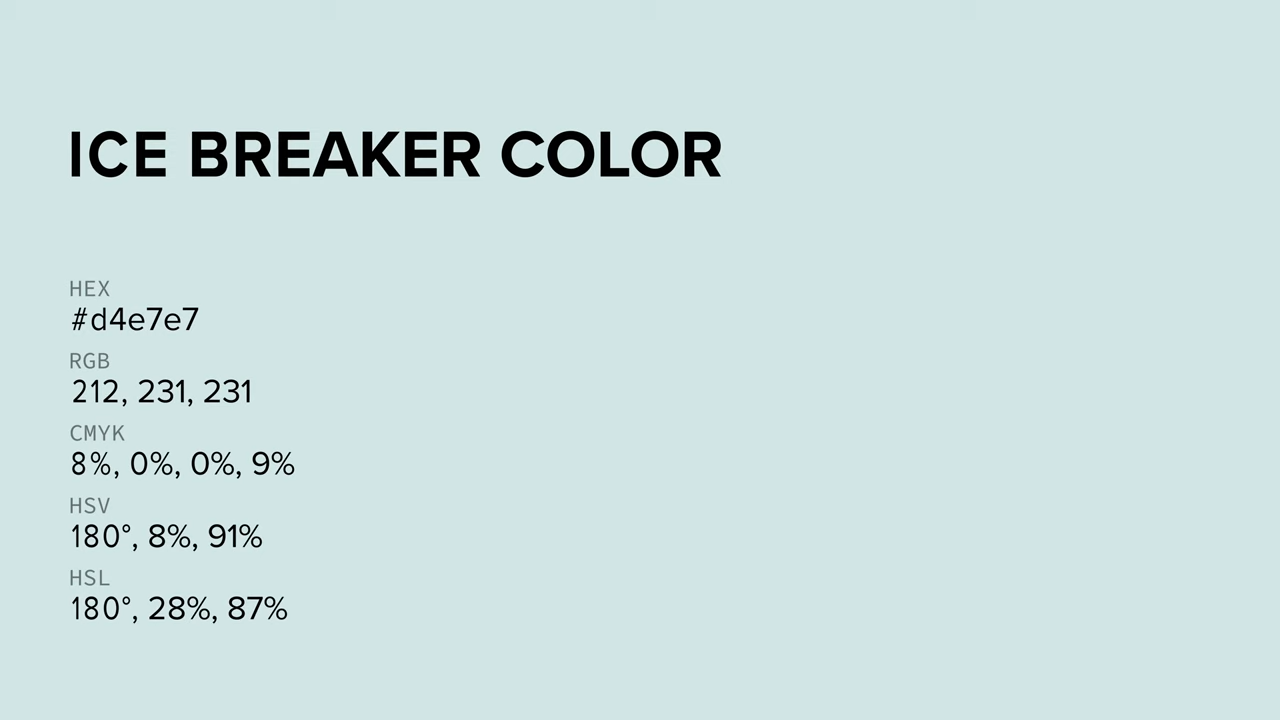 ICE BREAKER COLOR
HEX
#d4e7e7
RGB
212, 231, 231
CMYK
8%, 0%, 0%, 9%
HSV
180°, 8%, 91%
HSL
180°, 28%, 87%